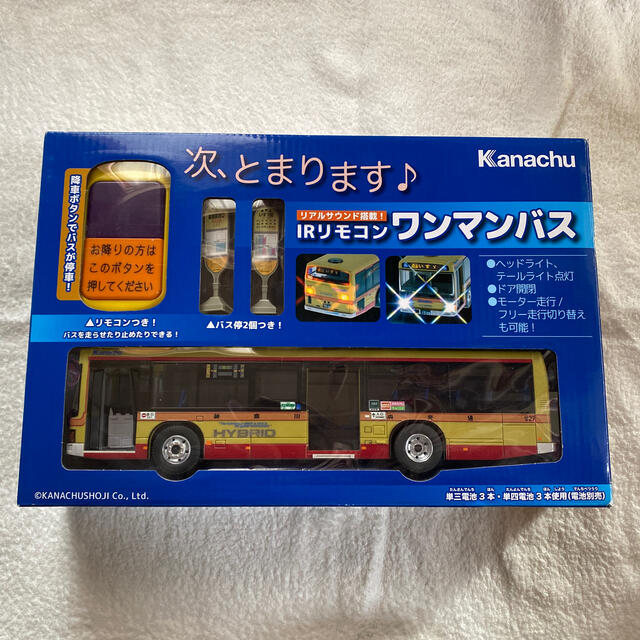 次、とまります♪
Kanachu
降車ボタンでバスが停車!
お降りの方は
このボタンを
押してください
リアルサウンド搭載!
IRリモコン ワンマンバス
●ヘッドライト、
テールライト点灯
●ドア開閉
●モーター走行/
フリー走行切り替え
も可能!
▲リモコンつき!
バスを走らせたり止めたりできる!
▲バス停2個つき!
HYBRID
©KANACHUSHOJI Co., Ltd.
単三電池3本・単四電池3本使用(電池別売)